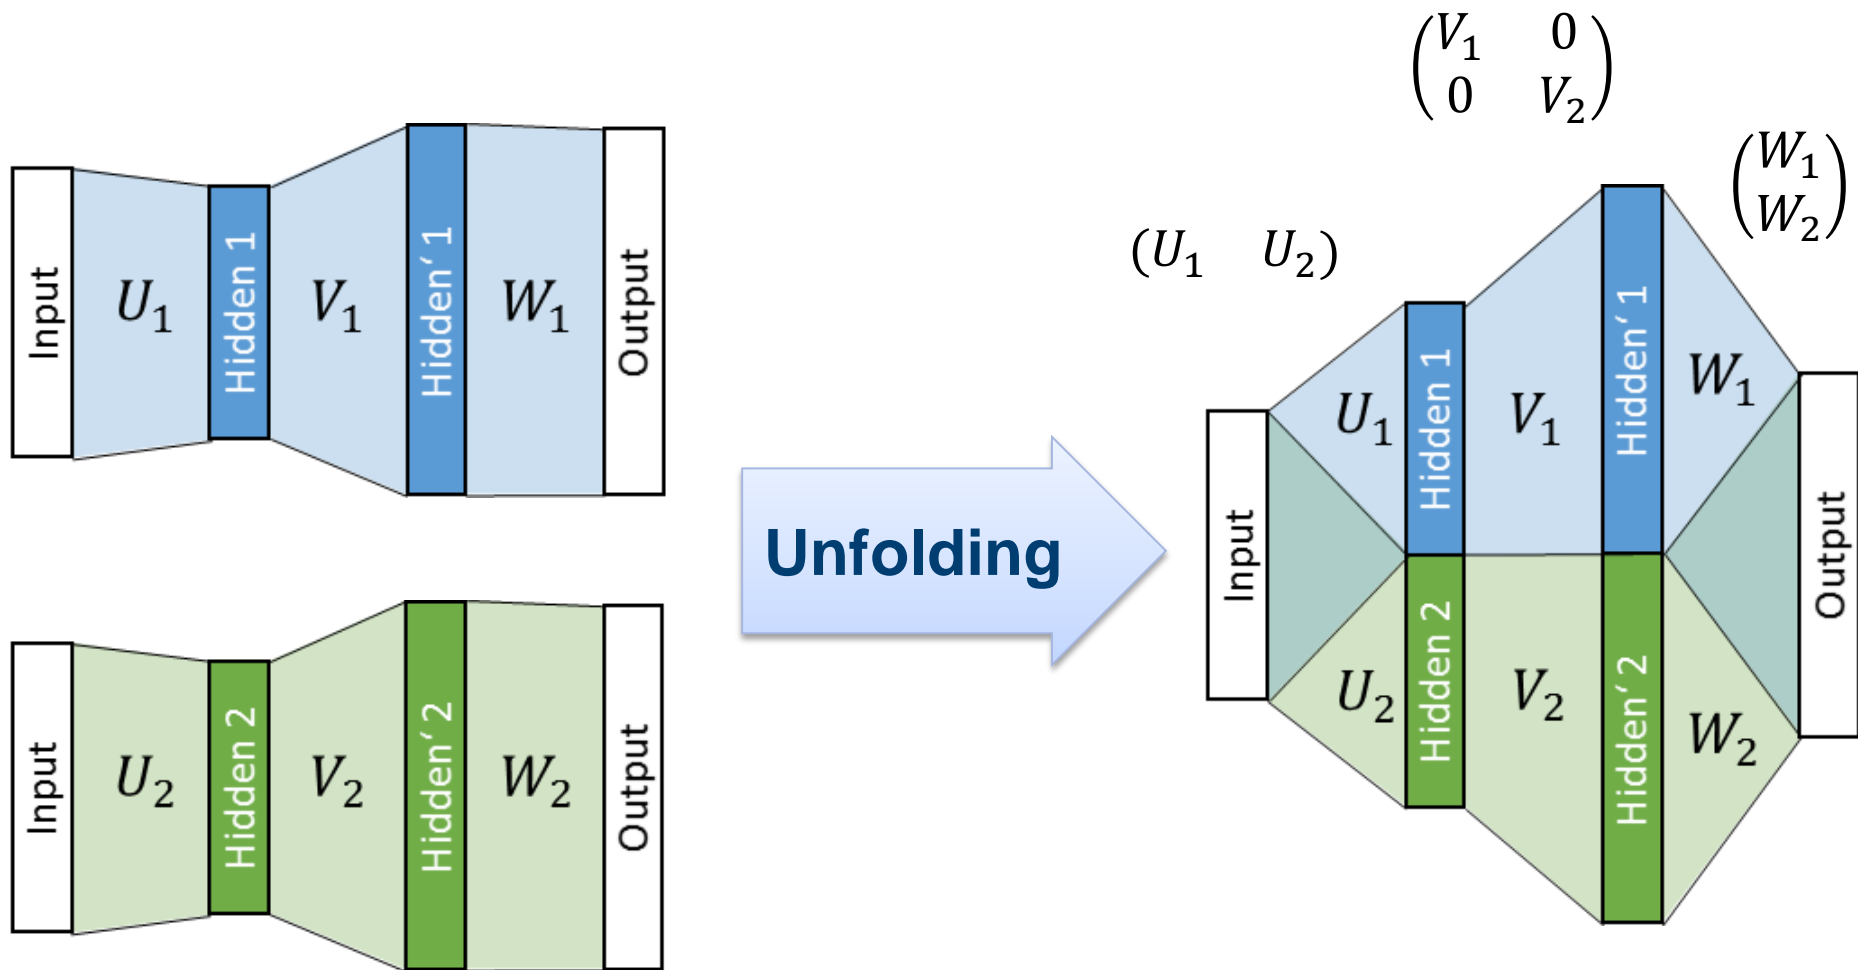 Input
U₁
Hidden 1
V₁
Hidden‘ 1
W₁
Output
Input
U₂
Hidden 2
V₂
Hidden‘ 2
W₂
Output
Unfolding
(U₁ U₂)
(V₁ 0
0 V₂)
(W₁
W₂)
Input
U₁
Hidden 1
V₁
Hidden‘ 1
W₁
U₂
Hidden 2
V₂
Hidden‘ 2
W₂
Output